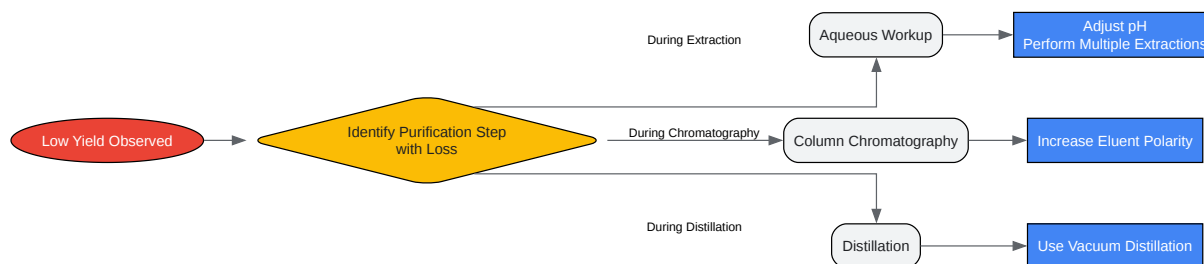 Low Yield Observed
Identify Purification Step
with Loss
During Extraction
Aqueous Workup
Adjust pH
Perform Multiple Extractions
During Chromatography
Column Chromatography
Increase Eluent Polarity
During Distillation
Distillation
Use Vacuum Distillation